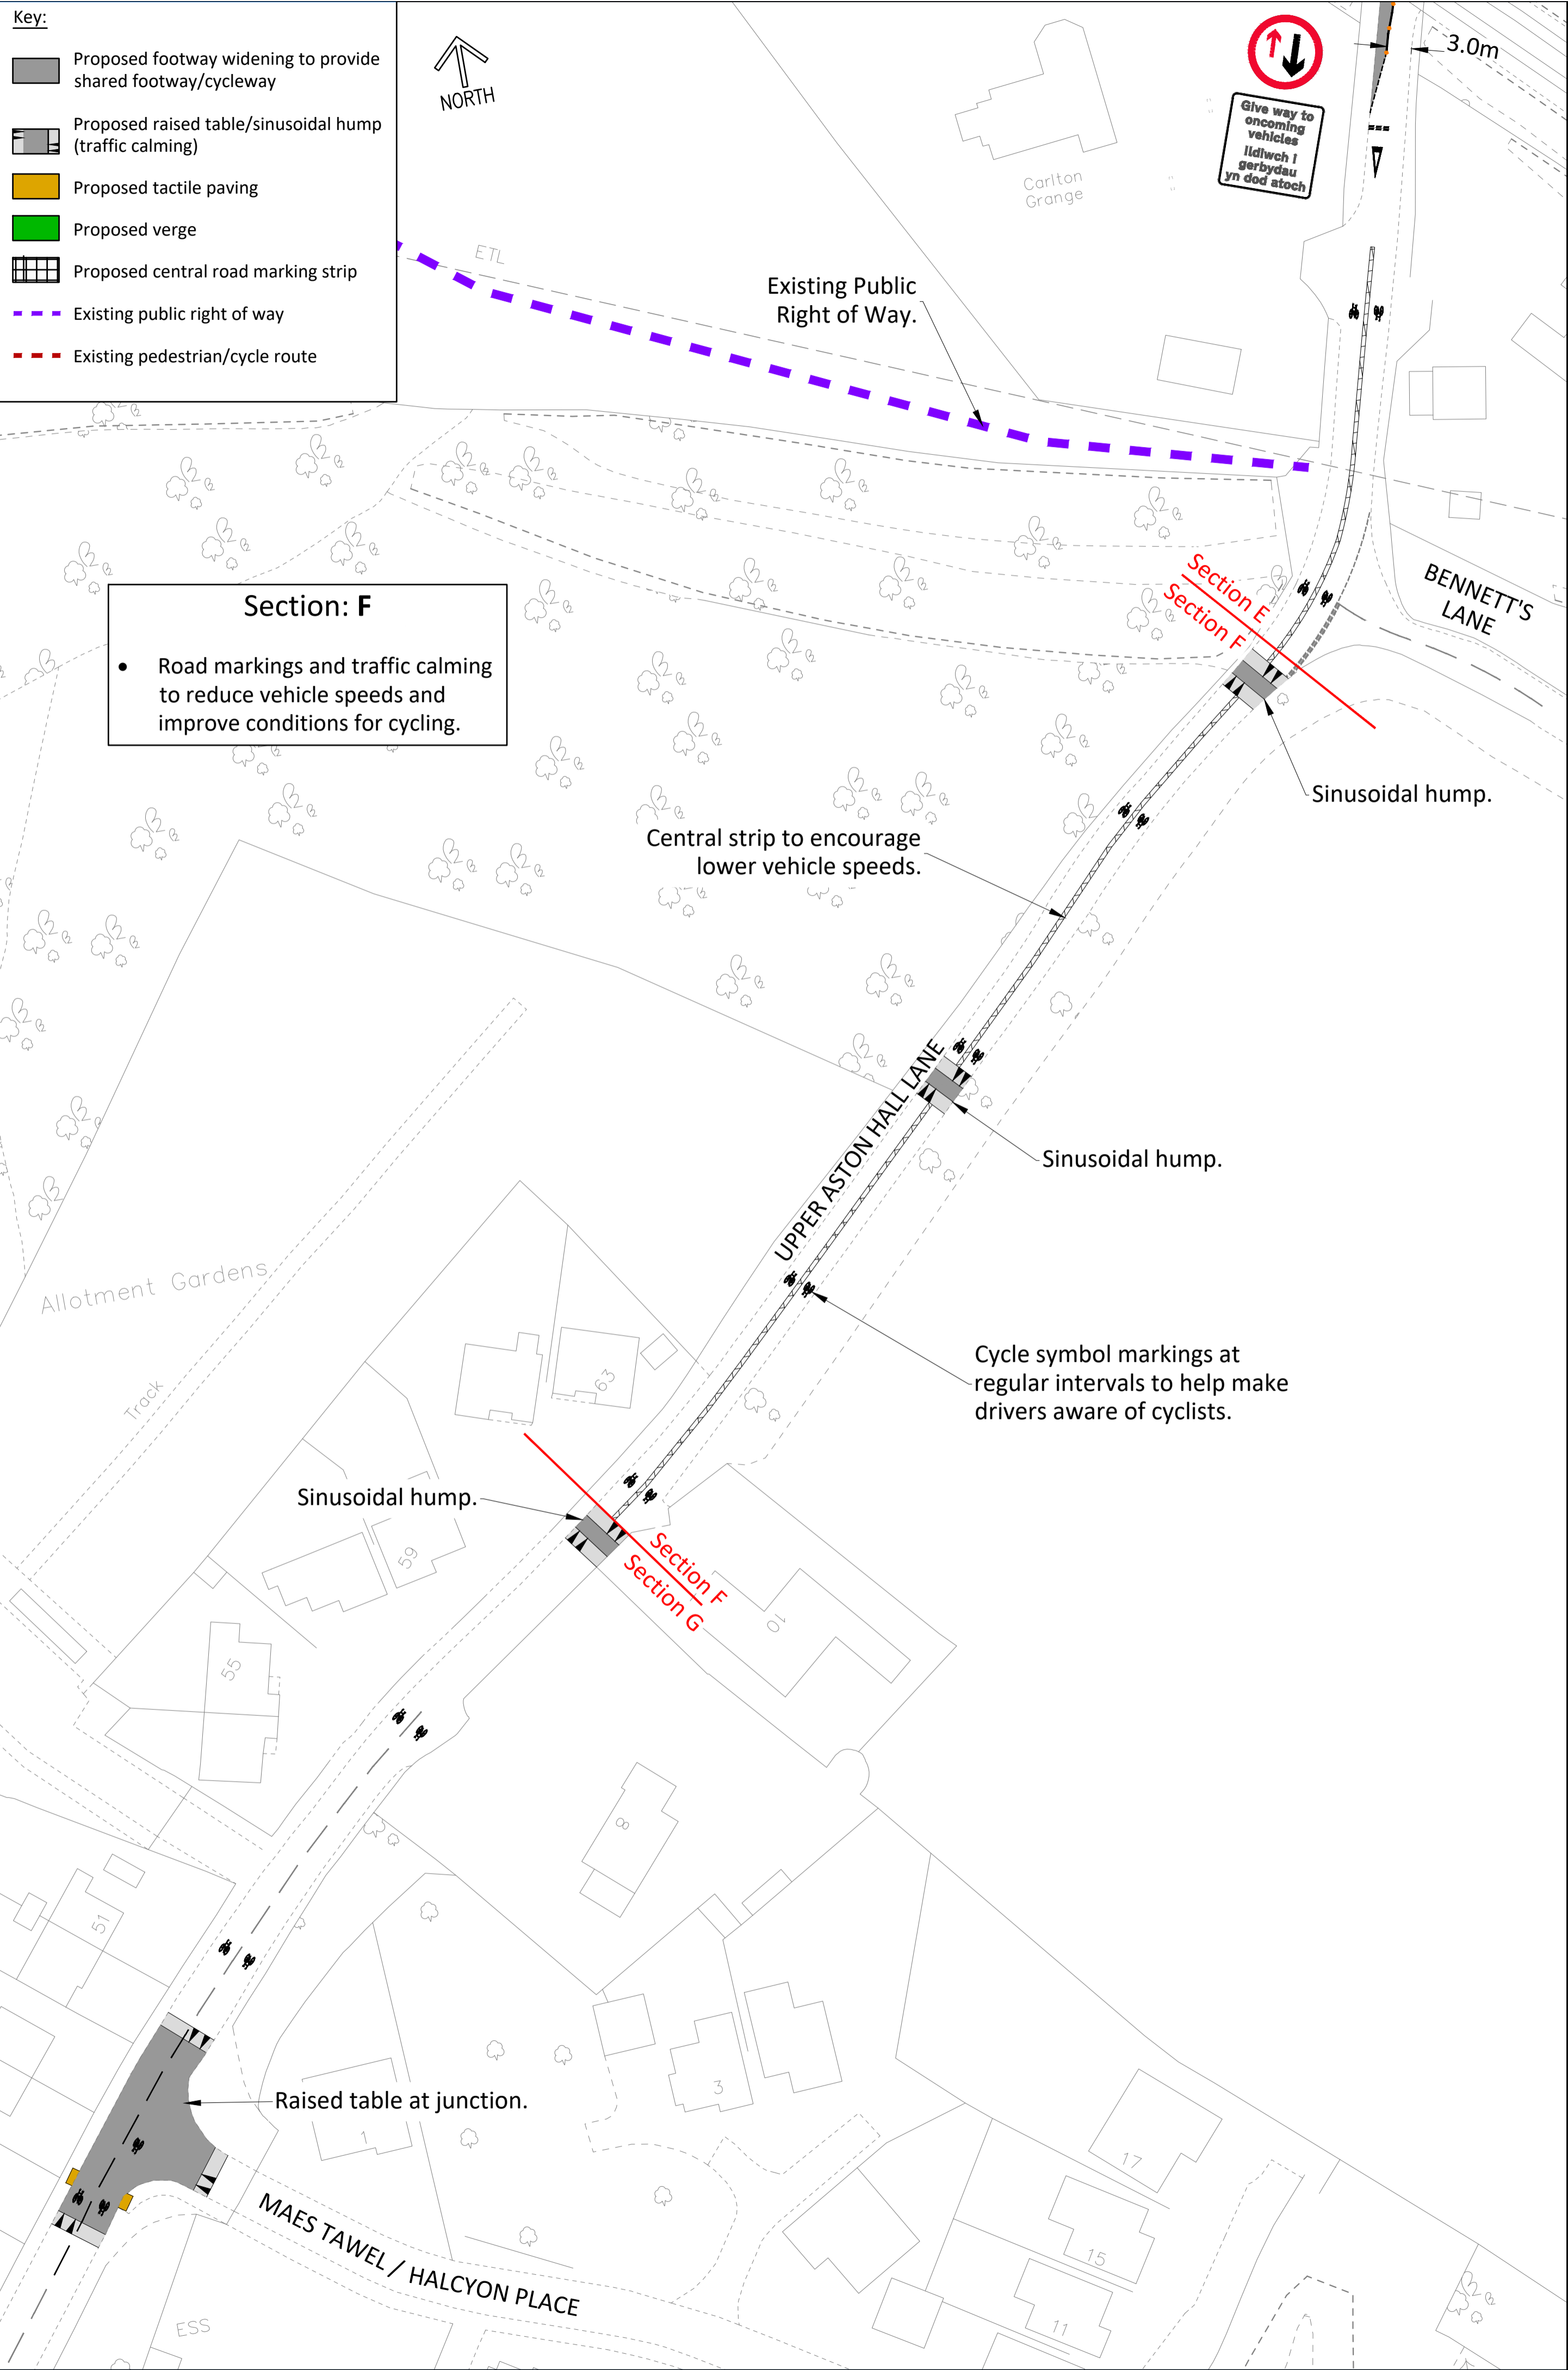 Key:
Proposed footway widening to provide
shared footway/cycleway
Proposed raised table/sinusoidal hump
(traffic calming)
Proposed tactile paving
Proposed verge
Proposed central road marking strip
Existing public right of way
Existing pedestrian/cycle route
NORTH
3.0m
Give way to
oncoming
vehicles
Ildiwch i
gerbydau
yn dod atoch
Carlton
Grange
ETL
Existing Public
Right of Way.
BENNETT'S
LANE
Section E
Section F
Section: F
• Road markings and traffic calming
to reduce vehicle speeds and
improve conditions for cycling.
Sinusoidal hump.
Central strip to encourage
lower vehicle speeds.
UPPER ASTON HALL LANE
Sinusoidal hump.
Allotment Gardens
Track
63
Cycle symbol markings at
regular intervals to help make
drivers aware of cyclists.
Sinusoidal hump.
59
Section F
Section G
10
55
8
51
Raised table at junction.
1
3
17
15
11
MAES TAWEL / HALCYON PLACE
ESS